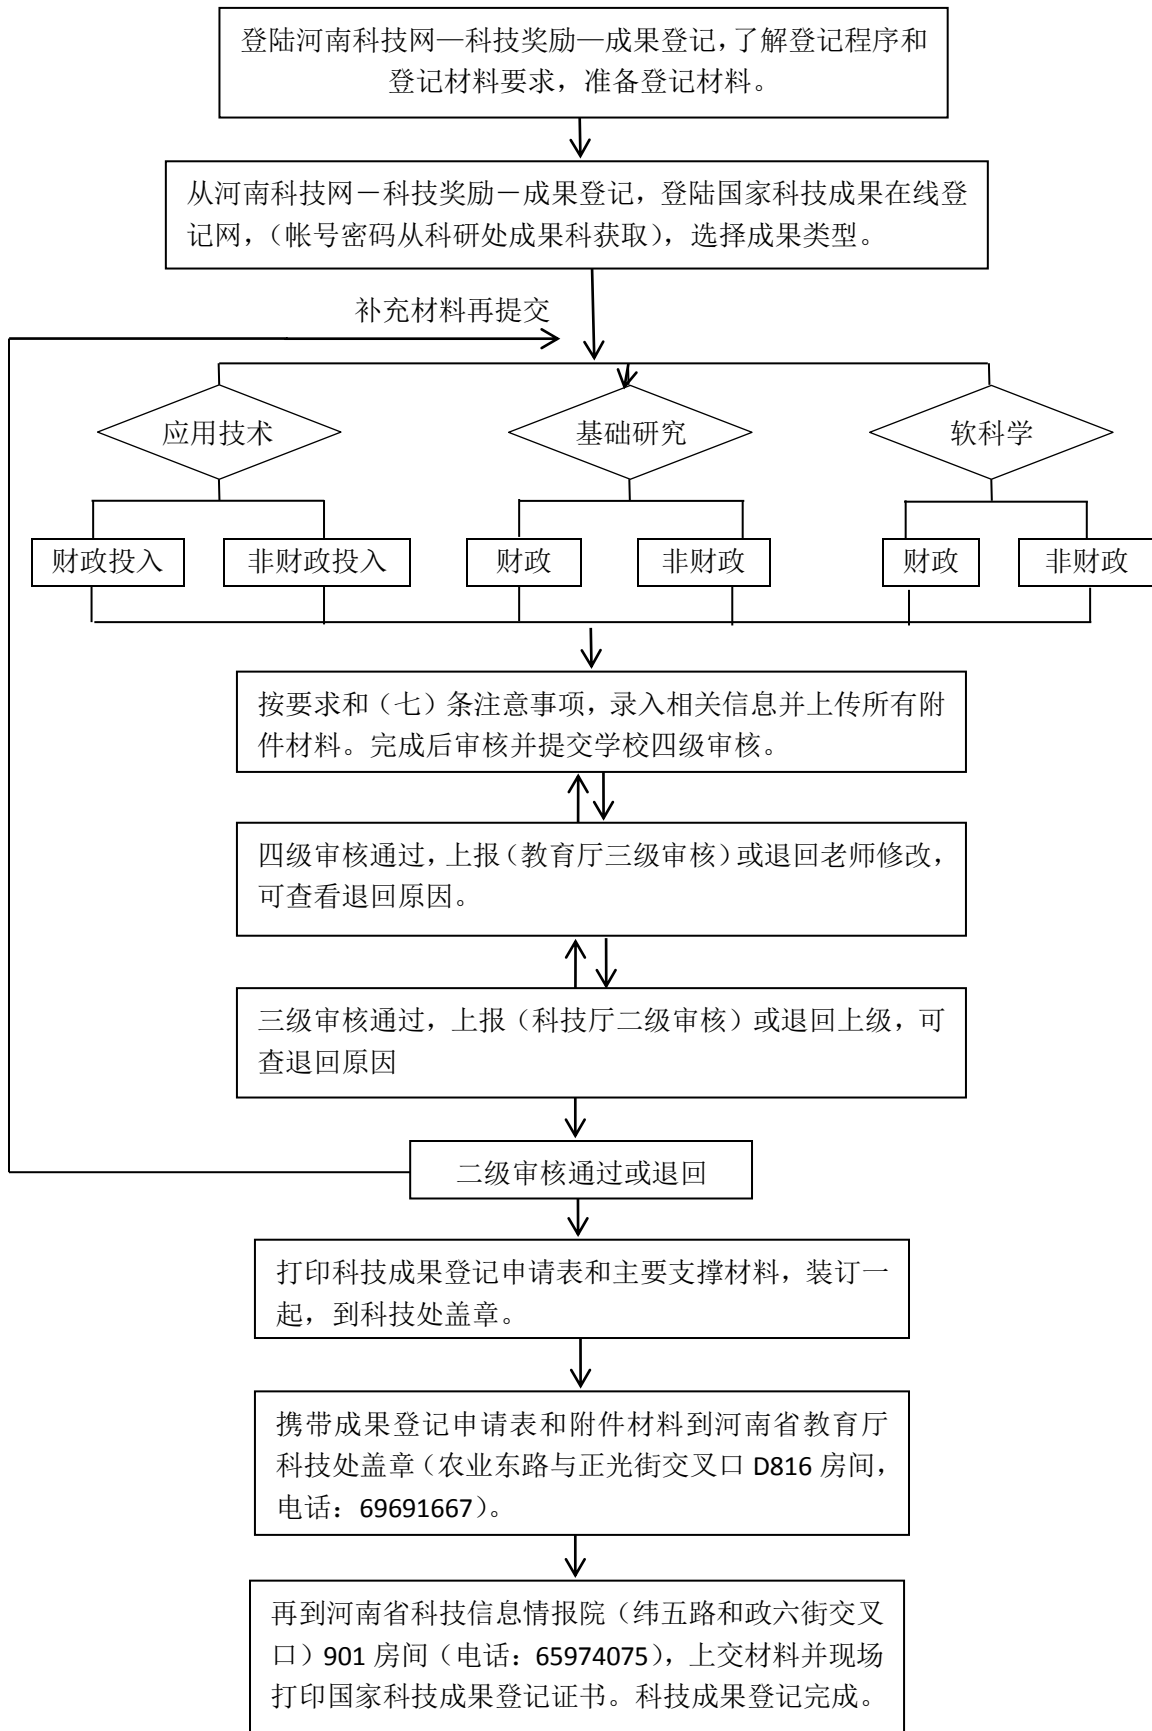 登陆河南科技网—科技奖励—成果登记，了解登记程序和
登记材料要求，准备登记材料。
从河南科技网－科技奖励－成果登记，登陆国家科技成果在线登
记网，（帐号密码从科研处成果科获取），选择成果类型。
补充材料再提交
应用技术
基础研究
软科学
财政投入
非财政投入
财政
非财政
财政
非财政
按要求和（七）条注意事项，录入相关信息并上传所有附
件材料。完成后审核并提交学校四级审核。
四级审核通过，上报（教育厅三级审核）或退回老师修改，
可查看退回原因。
三级审核通过，上报（科技厅二级审核）或退回上级，可
查退回原因
二级审核通过或退回
打印科技成果登记申请表和主要支撑材料，装订一
起，到科技处盖章。
携带成果登记申请表和附件材料到河南省教育厅
科技处盖章（农业东路与正光街交叉口 D816 房间，
电话：69691667）。
再到河南省科技信息情报院（纬五路和政六街交叉
口）901 房间（电话：65974075），上交材料并现场
打印国家科技成果登记证书。科技成果登记完成。